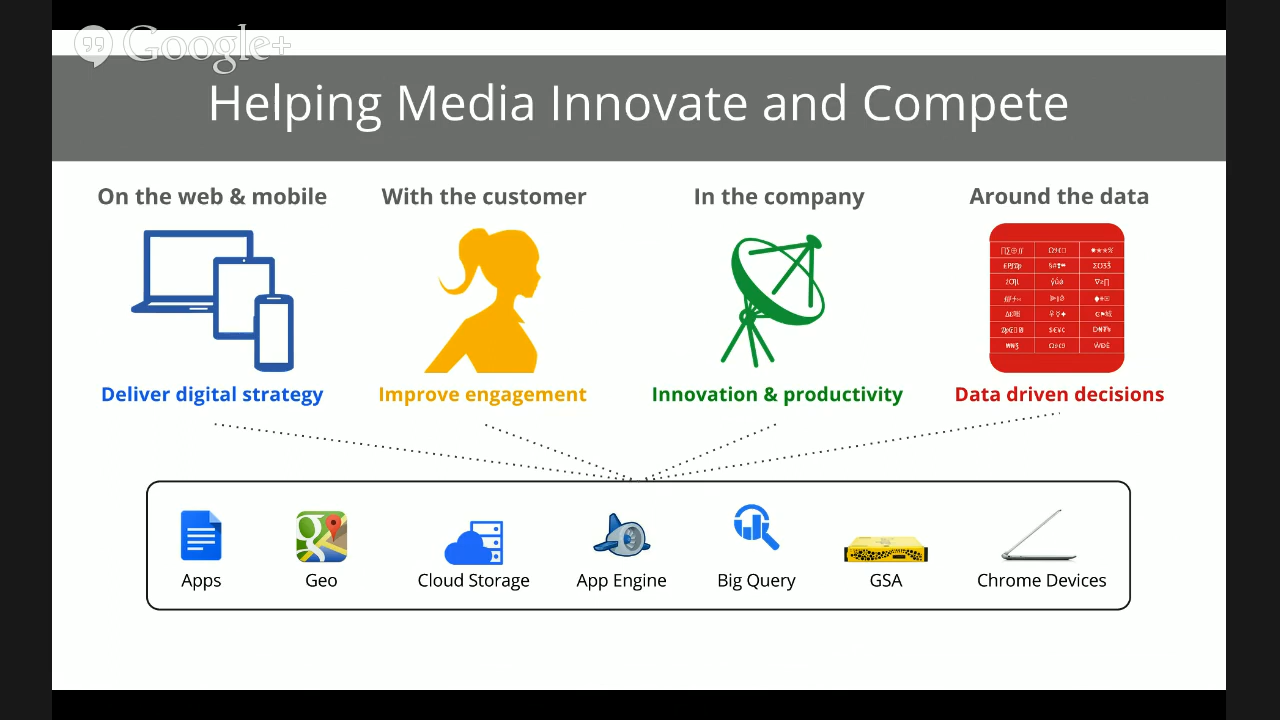 Google+
Helping Media Innovate and Compete
On the web & mobile
With the customer
In the company
Around the data
Deliver digital strategy
Improve engagement
Innovation & productivity
Data driven decisions
Apps
Geo
Cloud Storage
App Engine
Big Query
GSA
Chrome Devices